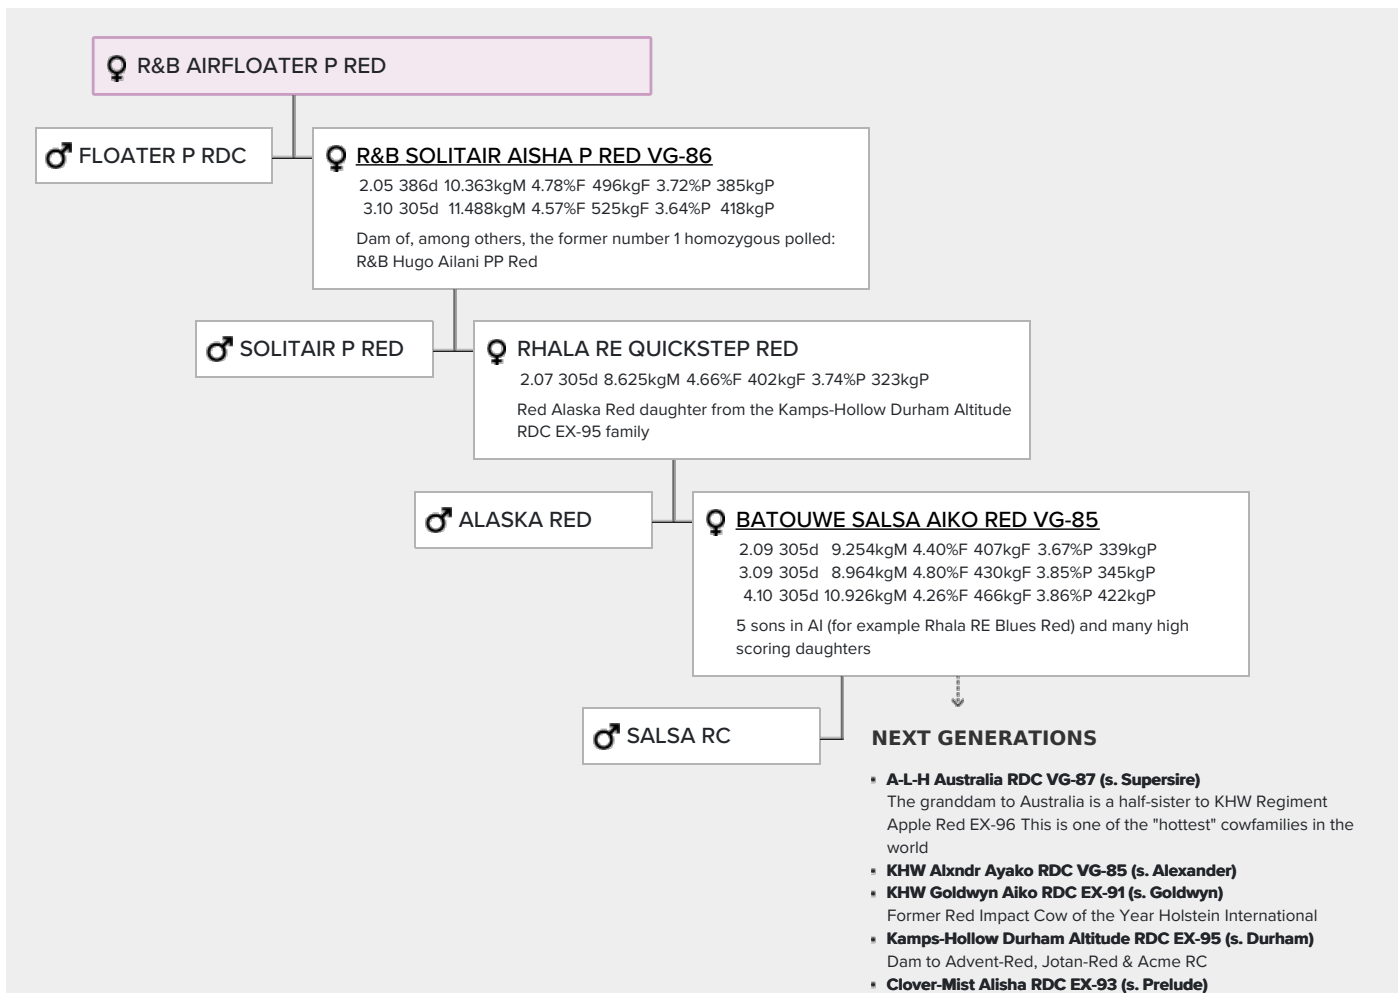 R&B AIRFLOATER P RED
FLOATER P RDC
R&B SOLITAIR AISHA P RED VG-86
2.05 386d 10.363kgM 4.78%F 496kgF 3.72%P 385kgP
3.10 305d 11.488kgM 4.57%F 525kgF 3.64%P 418kgP
Dam of, among others, the former number 1 homozygous polled:
R&B Hugo Ailani PP Red
SOLITAIR P RED
RHALA RE QUICKSTEP RED
2.07 305d 8.625kgM 4.66%F 402kgF 3.74%P 323kgP
Red Alaska Red daughter from the Kamps-Hollow Durham Altitude
RDC EX-95 family
ALASKA RED
BATOUWE SALSA AIKO RED VG-85
2.09 305d 9.254kgM 4.40%F 407kgF 3.67%P 339kgP
3.09 305d 8.964kgM 4.80%F 430kgF 3.85%P 345kgP
4.10 305d 10.926kgM 4.26%F 466kgF 3.86%P 422kgP
5 sons in AI (for example Rhala RE Blues Red) and many high
scoring daughters
SALSA RC
NEXT GENERATIONS
A-L-H Australia RDC VG-87 (s. Supersire)
The granddam to Australia is a half-sister to KHW Regiment
Apple Red EX-96 This is one of the "hottest" cowfamilies in the
world
KHW Alxndr Ayako RDC VG-85 (s. Alexander)
KHW Goldwyn Aiko RDC EX-91 (s. Goldwyn)
Former Red Impact Cow of the Year Holstein International
Kamps-Hollow Durham Altitude RDC EX-95 (s. Durham)
Dam to Advent-Red, Jotan-Red & Acme RC
Clover-Mist Alisha RDC EX-93 (s. Prelude)